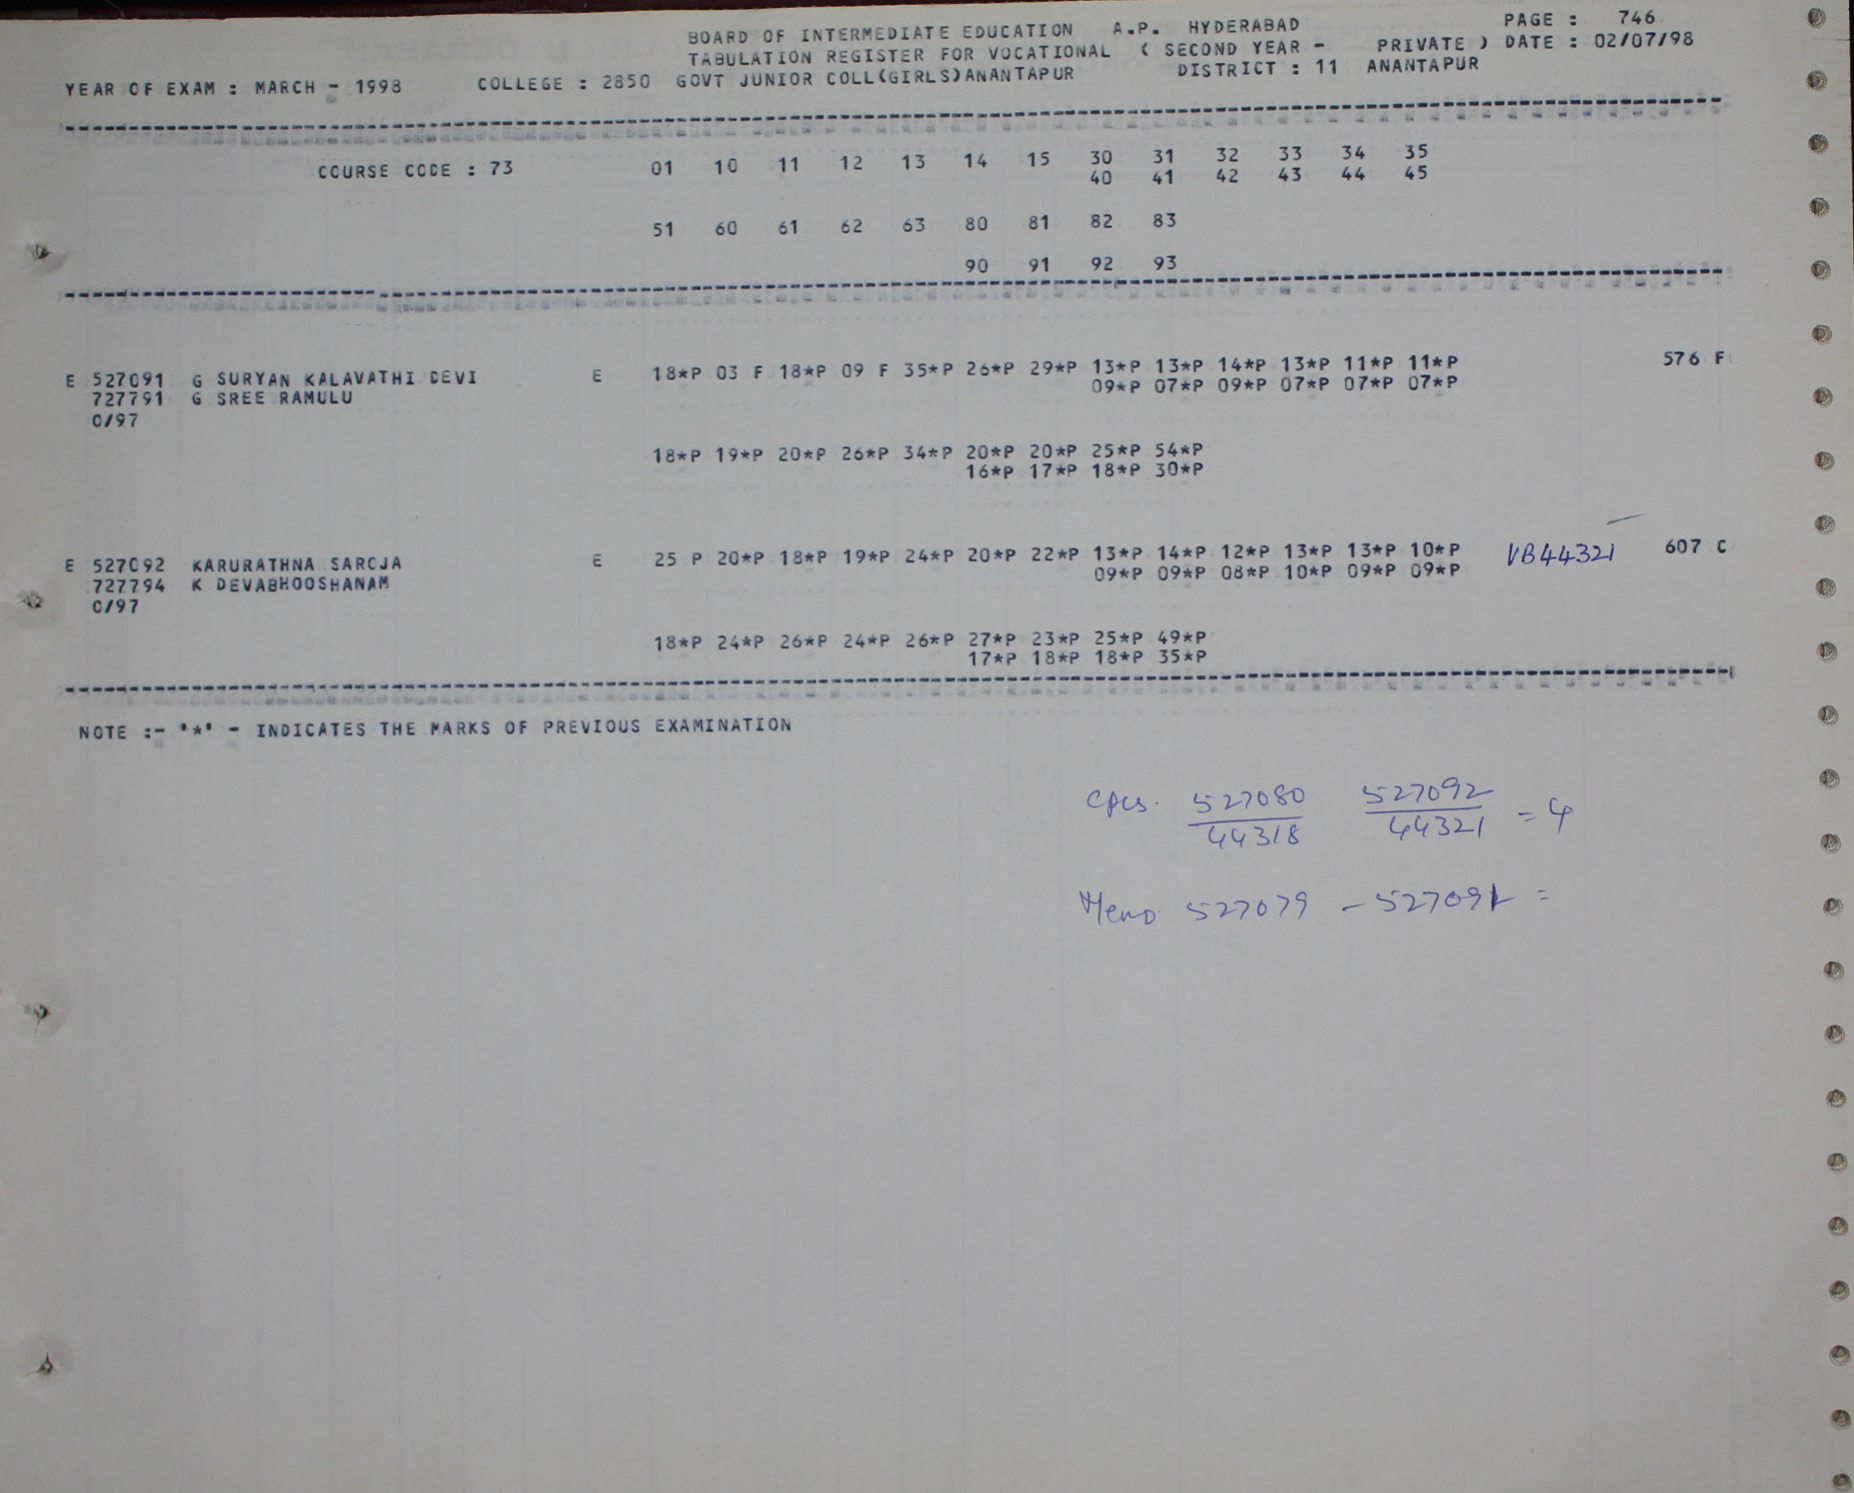 BOARD OF INTERMEDIATE EDUCATION A.P. HYDERABAD PAGE : 746
TABULATION REGISTER FOR VOCATIONAL ( SECOND YEAR - PRIVATE ) DATE : 02/07/98
YEAR OF EXAM : MARCH - 1998 COLLEGE : 2850 GOVT JUNIOR COLL(GIRLS)ANANTAPUR DISTRICT : 11 ANANTAPUR
COURSE CODE : 73 01 10 11 12 13 14 15 30 31 32 33 34 35
40 41 42 43 44 45
51 60 61 62 63 80 81 82 83
90 91 92 93
E 527091 G SURYAN KALAVATHI DEVI E 18*P 03 F 18*P 09 F 35*P 26*P 29*P 13*P 13*P 14*P 13*P 11*P 11*P 576 F
727791 G SREE RAMULU 09*P 07*P 09*P 07*P 07*P 07*P
0/97
18*P 19*P 20*P 26*P 34*P 20*P 20*P 25*P 54*P
16*P 17*P 18*P 30*P
E 527092 KARURATHNA SAROJA E 25 P 20*P 18*P 19*P 24*P 20*P 22*P 13*P 14*P 12*P 13*P 13*P 10*P VB44321 607 C
727794 K DEVABHOOSHANAM 09*P 09*P 08*P 10*P 09*P 09*P
0/97
18*P 24*P 26*P 24*P 26*P 27*P 23*P 25*P 49*P
17*P 18*P 18*P 35*P
NOTE :- '*' - INDICATES THE MARKS OF PREVIOUS EXAMINATION
527080 527092
44318 44321 = 4
Memo 527079 - 527091 =